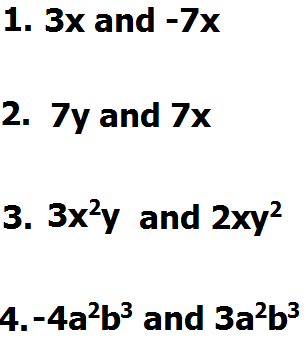 1. 3x and -7x
2. 7y and 7x
3. 3x²y and 2xy²
4. -4a²b³ and 3a²b³